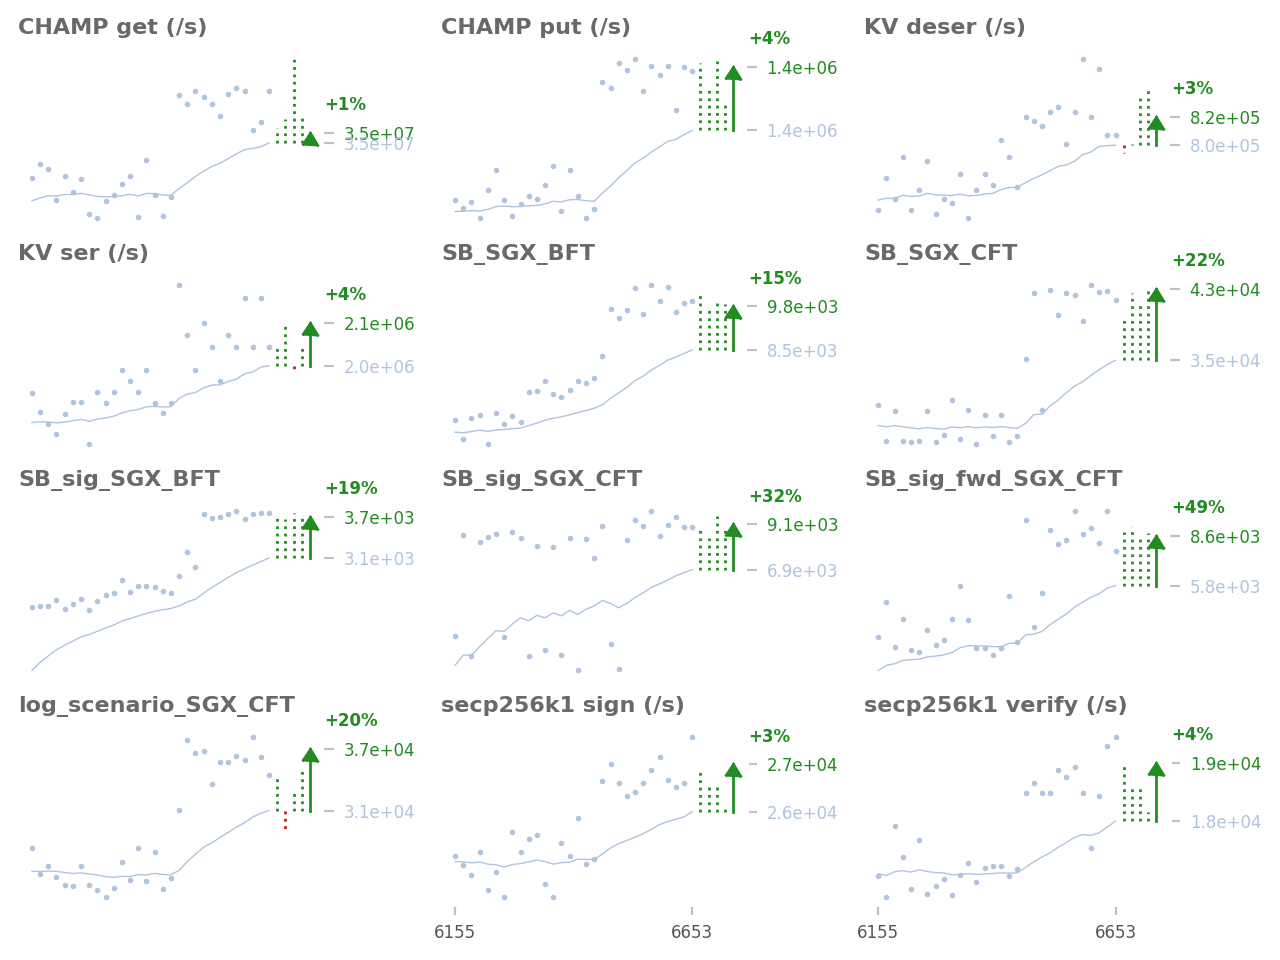 CHAMP get (/s)
+1%
3.5e+07
3.5e+07
CHAMP put (/s)
+4%
1.4e+06
1.4e+06
KV deser (/s)
+3%
8.2e+05
8.0e+05
KV ser (/s)
+4%
2.1e+06
2.0e+06
SB_SGX_BFT
+15%
9.8e+03
8.5e+03
SB_SGX_CFT
+22%
4.3e+04
3.5e+04
SB_sig_SGX_BFT
+19%
3.7e+03
3.1e+03
SB_sig_SGX_CFT
+32%
9.1e+03
6.9e+03
SB_sig_fwd_SGX_CFT
+49%
8.6e+03
5.8e+03
log_scenario_SGX_CFT
+20%
3.7e+04
3.1e+04
secp256k1 sign (/s)
+3%
2.7e+04
2.6e+04
6155 6653
secp256k1 verify (/s)
+4%
1.9e+04
1.8e+04
6155 6653